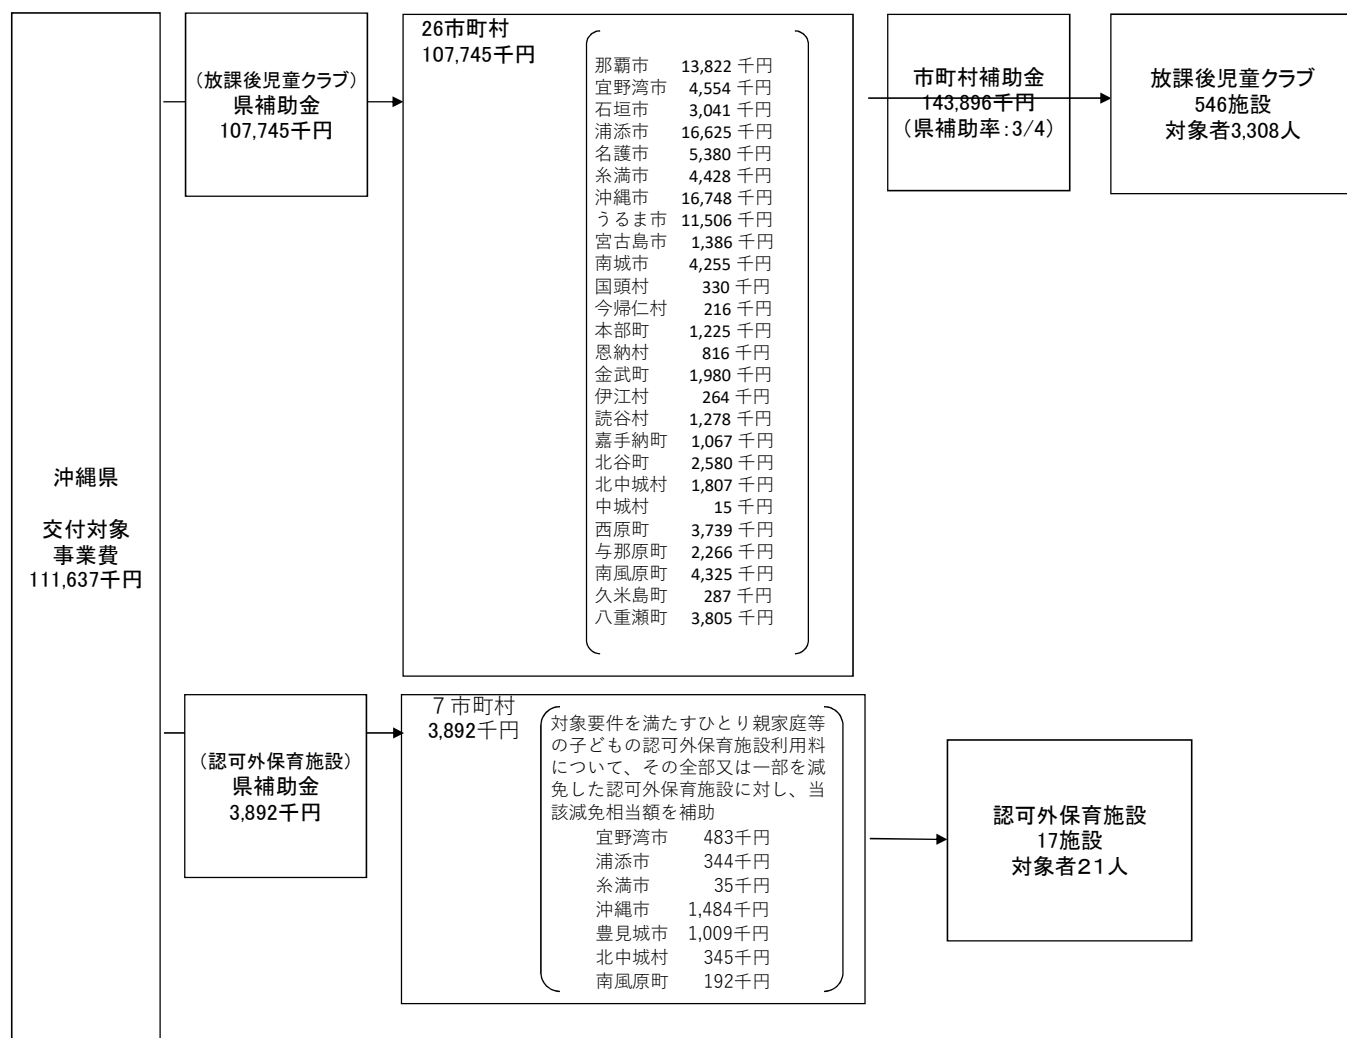 沖縄県
交付対象
事業費
111,637千円
(放課後児童クラブ)
県補助金
107,745千円
26市町村
107,745千円
那覇市 13,822 千円
宜野湾市 4,554 千円
石垣市 3,041 千円
浦添市 16,625 千円
名護市 5,380 千円
糸満市 4,428 千円
沖縄市 16,748 千円
うるま市 11,506 千円
宮古島市 1,386 千円
南城市 4,255 千円
国頭村 330 千円
今帰仁村 216 千円
本部町 1,225 千円
恩納村 816 千円
金武町 1,980 千円
伊江村 264 千円
読谷村 1,278 千円
嘉手納町 1,067 千円
北谷町 2,580 千円
北中城村 1,807 千円
中城村 15 千円
西原町 3,739 千円
与那原町 2,266 千円
南風原町 4,325 千円
久米島町 287 千円
八重瀬町 3,805 千円
市町村補助金
143,896千円
(県補助率:3/4)
放課後児童クラブ
546施設
対象者3,308人
(認可外保育施設)
県補助金
3,892千円
7 市町村
3,892千円
対象要件を満たすひとり親家庭等
の子どもの認可外保育施設利用料
について、その全部又は一部を減
免した認可外保育施設に対し、当
該減免相当額を補助
宜野湾市 483千円
浦添市 344千円
糸満市 35千円
沖縄市 1,484千円
豊見城市 1,009千円
北中城村 345千円
南風原町 192千円
認可外保育施設
17施設
対象者21人